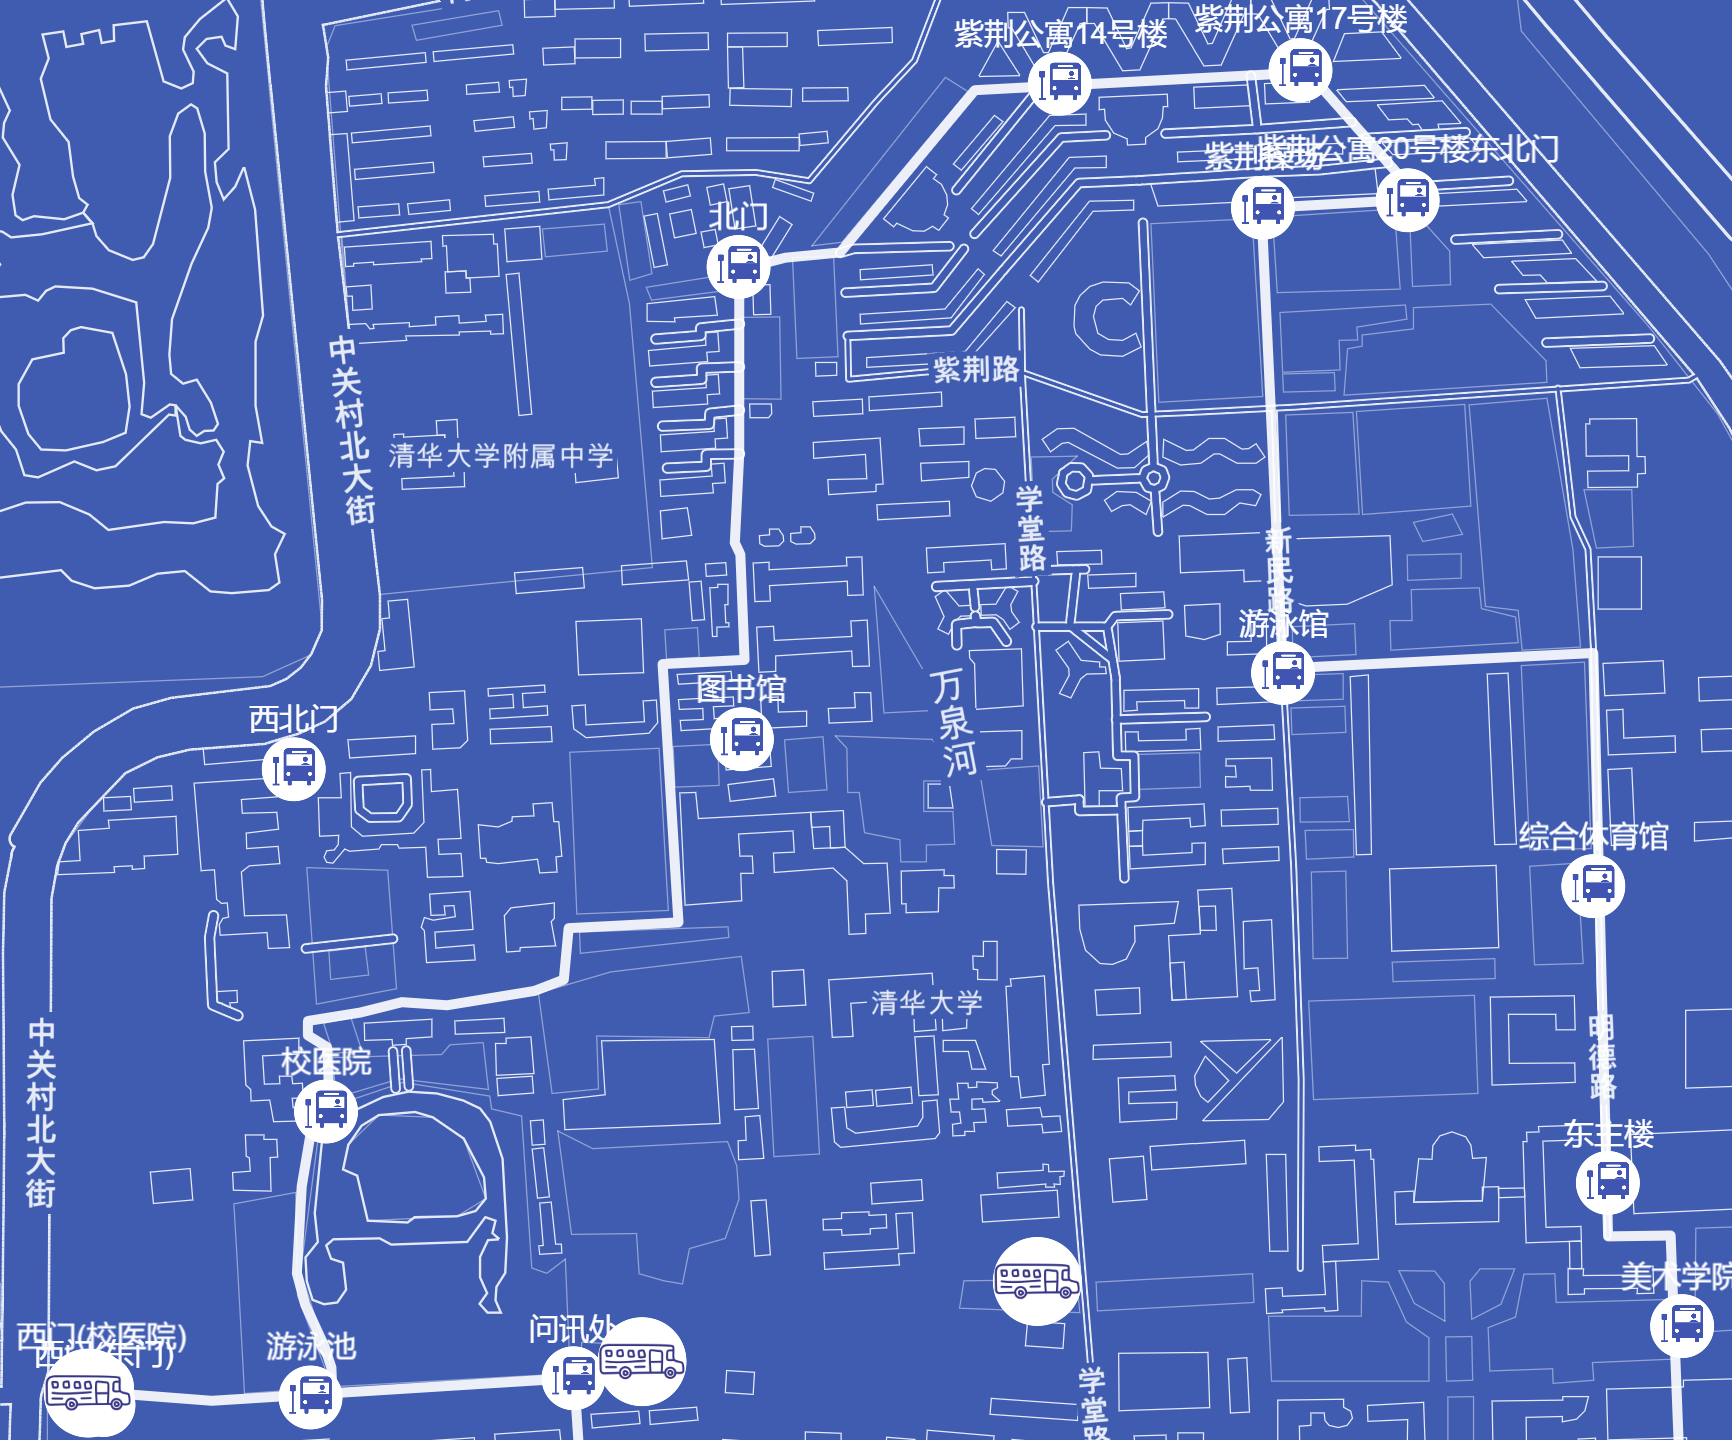 紫荆公寓14号楼
紫荆公寓17号楼
紫荆操场
紫荆公寓20号楼东北门
北门
中关村北大街
紫荆路
清华大学附属中学
学堂路
新民路
游泳馆
万泉河
图书馆
西北门
综合体育馆
清华大学
明德路
中关村北大街
校医院
东主楼
美术学院
西门(校医院)
游泳池
问讯处
学堂路